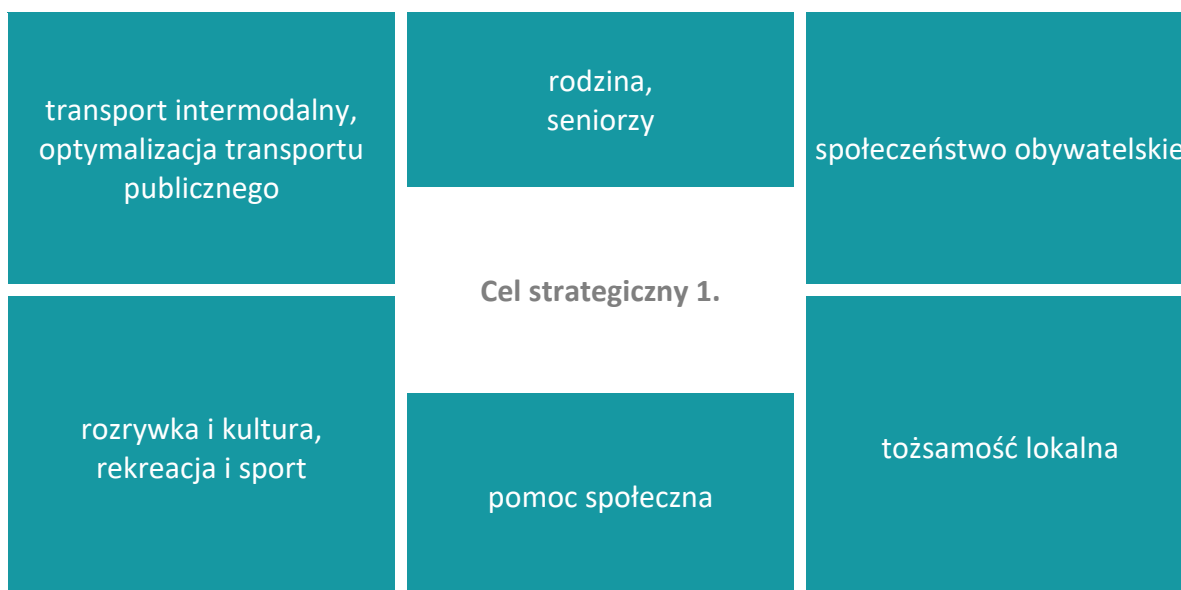 transport intermodalny,
optymalizacja transportu
publicznego
rodzina,
seniorzy
społeczeństwo obywatelskie
Cel strategiczny 1.
rozrywka i kultura,
rekreacja i sport
pomoc społeczna
tożsamość lokalna